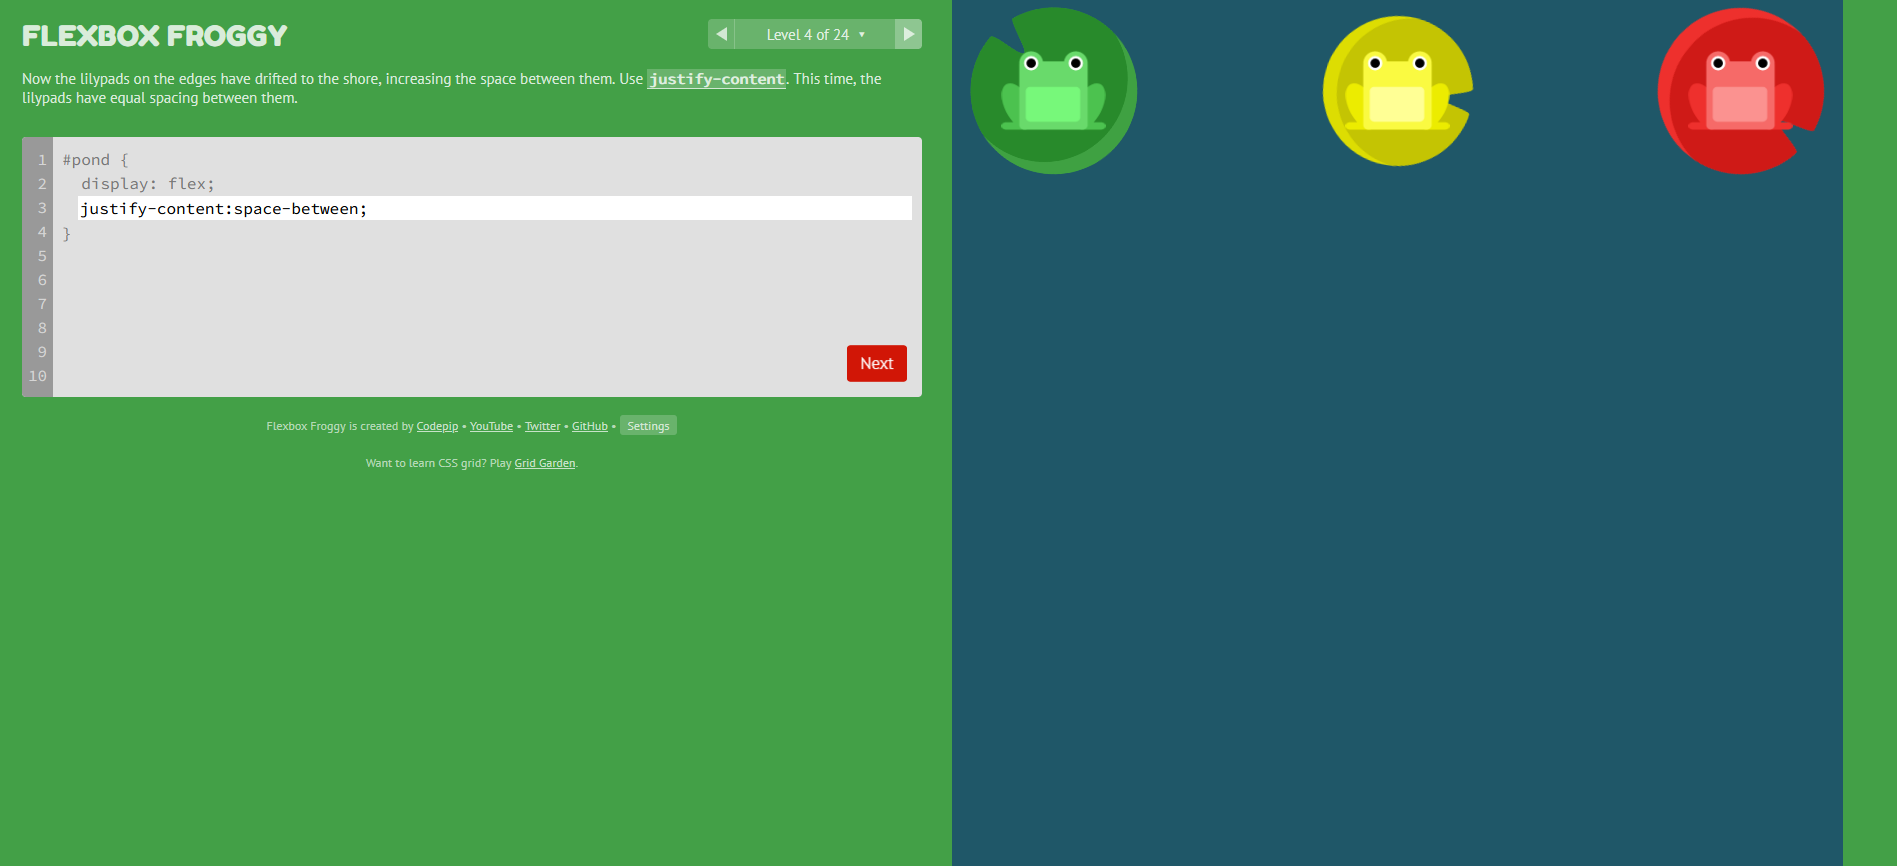 FLEXBOX FROGGY
Level 4 of 24 ▼
Now the lilypads on the edges have drifted to the shore, increasing the space between them. Use justify-content. This time, the
lilypads have equal spacing between them.
1 #pond {
2 display: flex;
3 justify-content:space-between;
4 }
5
6
7
8
9
10
Next
Flexbox Froggy is created by Codepip • YouTube • Twitter • GitHub • Settings
Want to learn CSS grid? Play Grid Garden.